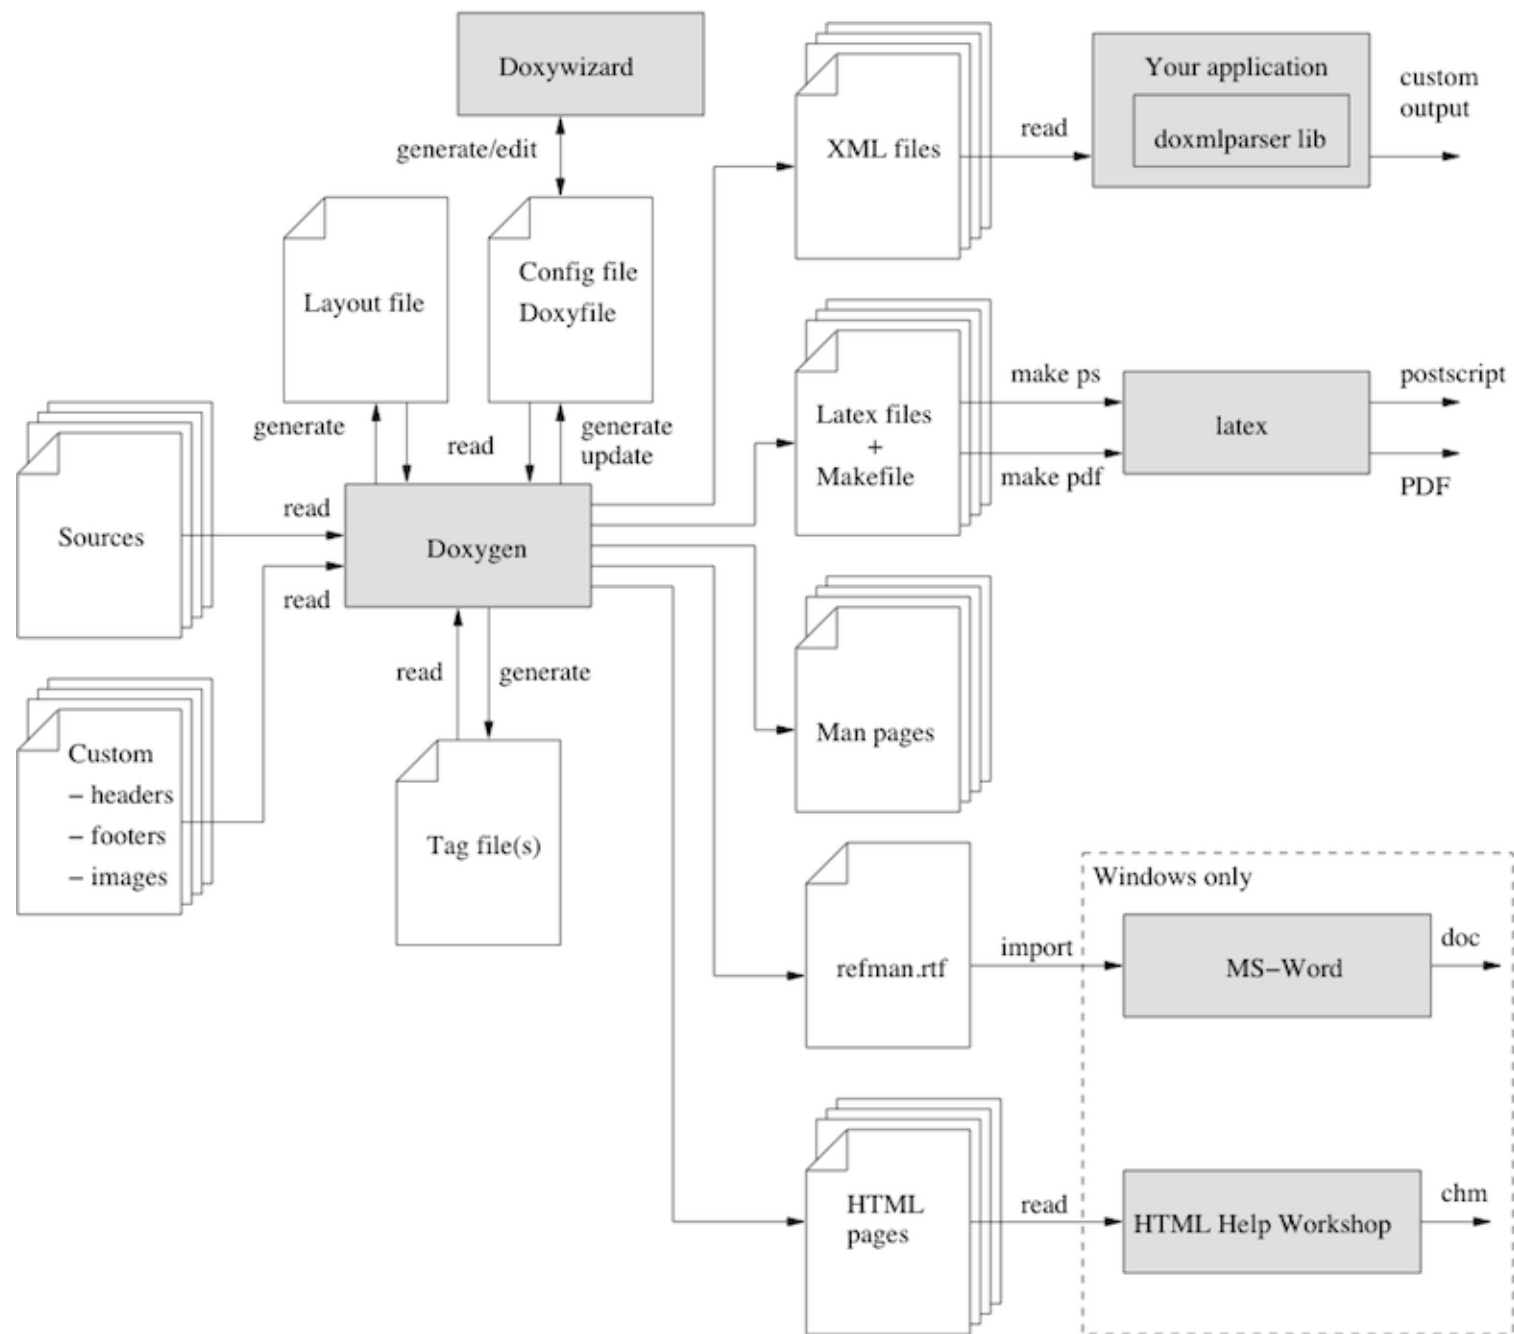 Doxywizard
generate/edit
Layout file
Config file
Doxyfile
generate
read
generate
update
Sources
read
Doxygen
read
Custom
− headers
− footers
− images
read
generate
Tag file(s)
XML files
read
Your application
doxmlparser lib
custom
output
Latex files
+
Makefile
make ps
make pdf
latex
postscript
PDF
Man pages
refman.rtf
import
Windows only
MS−Word
doc
HTML
pages
read
HTML Help Workshop
chm